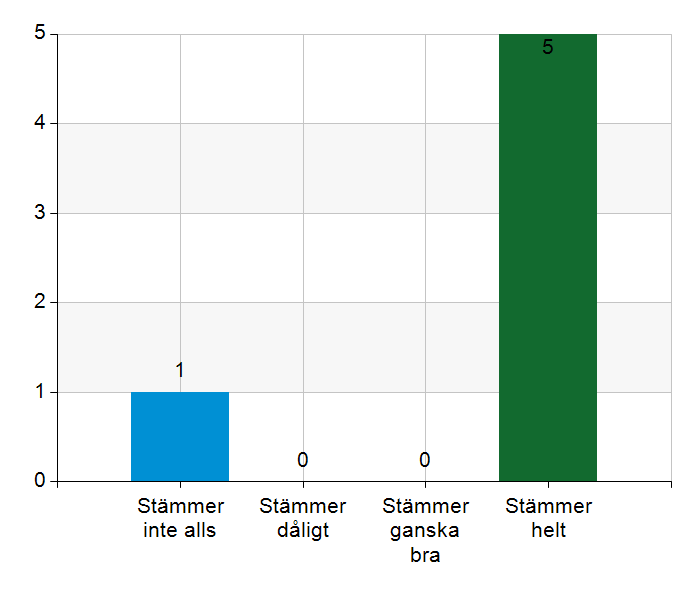 5
4
3
2
1
0
1
0
0
5
Stämmer
inte alls
Stämmer
dåligt
Stämmer
ganska
bra
Stämmer
helt